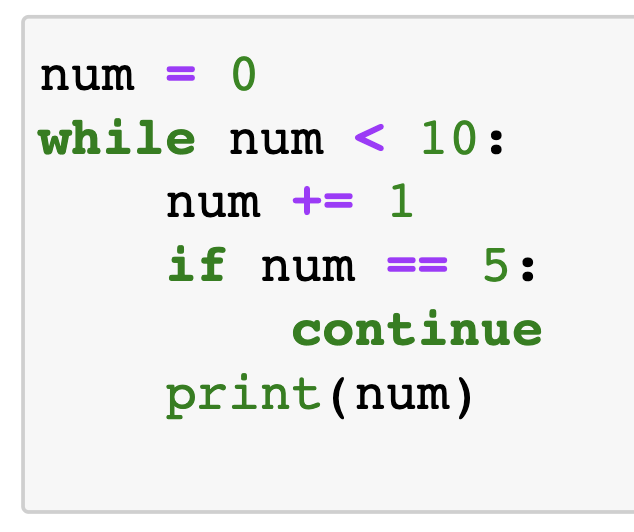 num = 0
while num < 10:
    num += 1
    if num == 5:
        continue
    print(num)